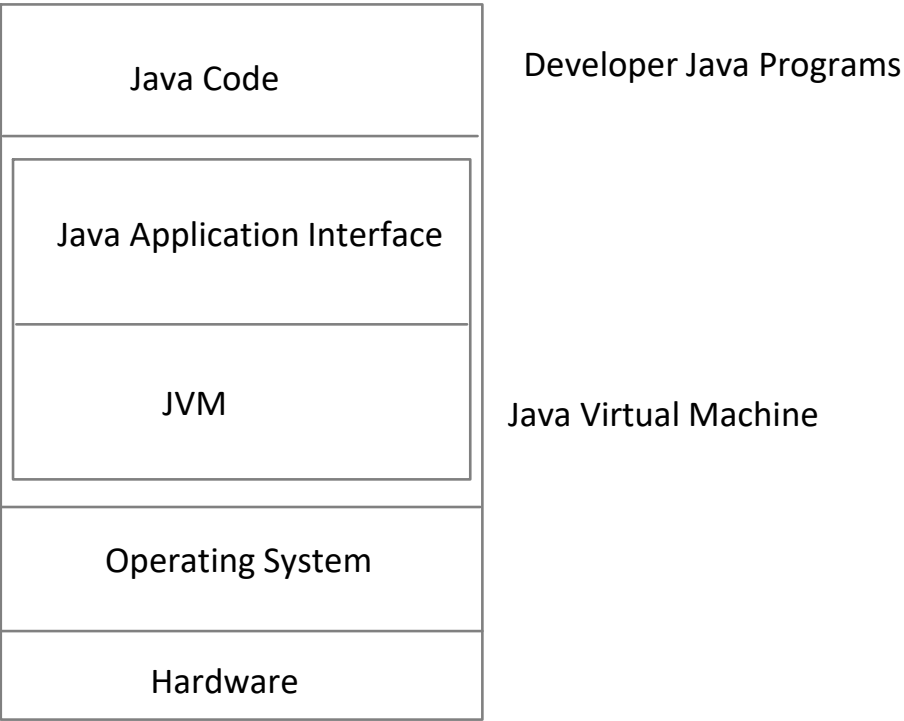 Java Code
Developer Java Programs
Java Application Interface
JVM
Java Virtual Machine
Operating System
Hardware